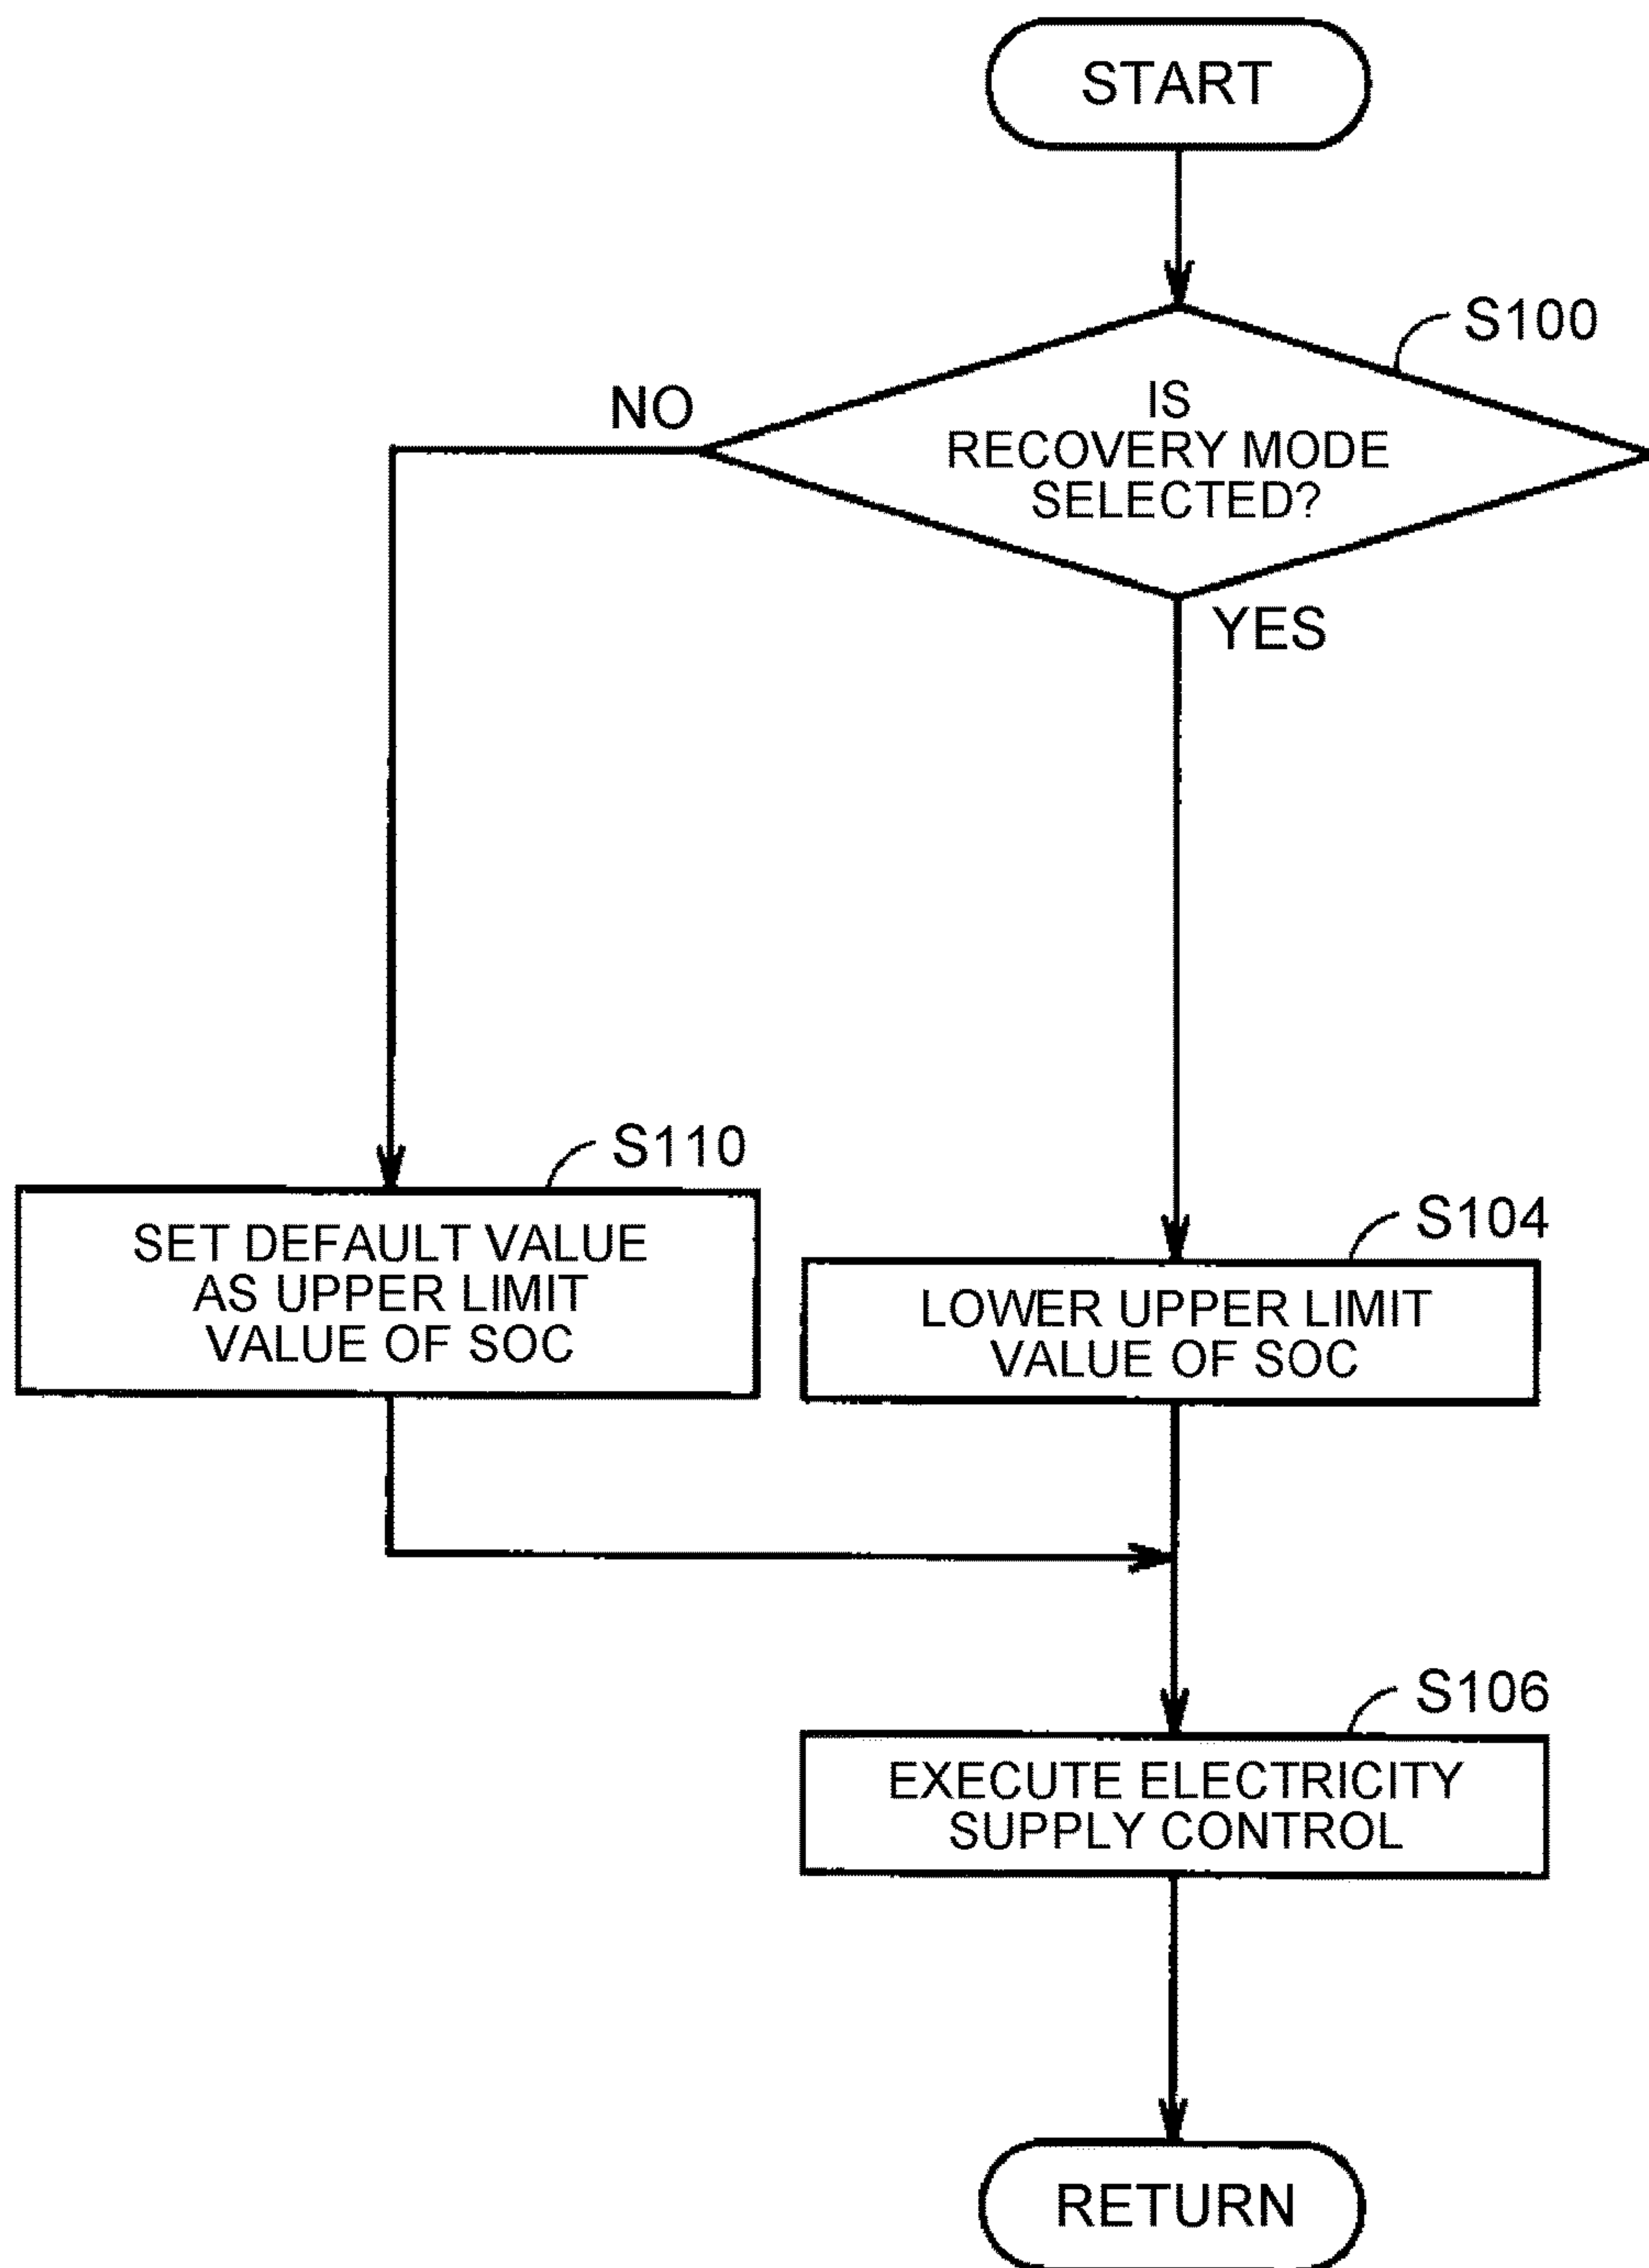 START
S100
NO
IS
RECOVERY MODE
SELECTED?
YES
S110
SET DEFAULT VALUE
AS UPPER LIMIT
VALUE OF SOC
S104
LOWER UPPER LIMIT
VALUE OF SOC
S106
EXECUTE ELECTRICITY
SUPPLY CONTROL
RETURN